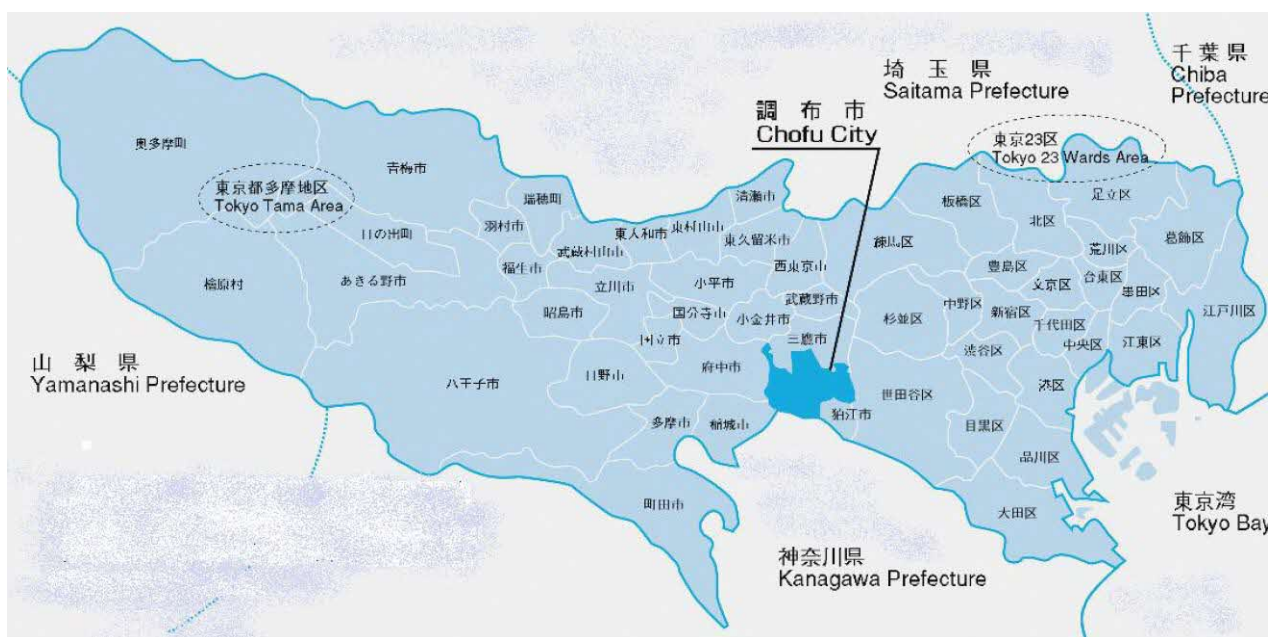 千葉県
Chiba
Prefecture
埼玉県
Saitama Prefecture
調布市
Chofu City
東京23区
Tokyo 23 Wards Area
奥多摩町
青梅市
東京都多摩地区
Tokyo Tama Area
瑞穂町
清瀬市
板橋区
足立区
北区
羽村市
日の出町
武蔵村山市
東大和市
東村山市
東久留米市
練馬区
荒川区
葛飾区
福生市
西東京市
豊島区
台東区
檜原村
あきる野市
立川市
小平市
文京区
墨田区
昭島市
国分寺市
小金井市
武蔵野市
杉並区
中野区
新宿区
千代田区
江戸川区
国立市
三鷹市
渋谷区
中央区
江東区
山梨県
Yamanashi Prefecture
八王子市
日野市
府中市
世田谷区
港区
多摩市
稲城市
狛江市
目黒区
品川区
町田市
大田区
東京湾
Tokyo Bay
神奈川県
Kanagawa Prefecture